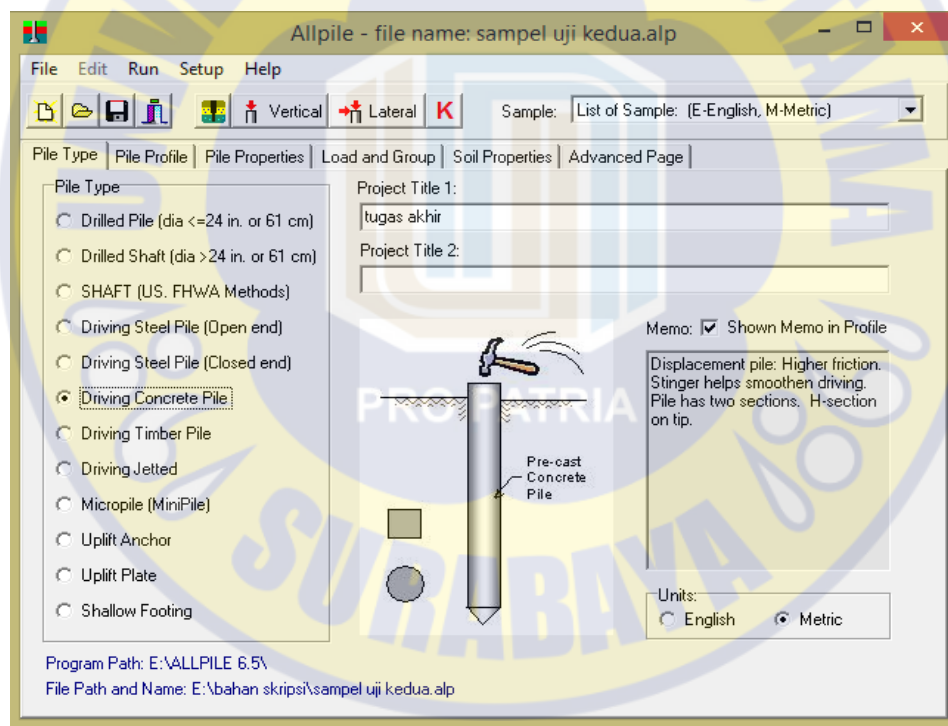 Allpile - file name: sampel uji kedua.alp
File Edit Run Setup Help
Vertical Lateral K Sample: List of Sample: (E-English, M-Metric)
Pile Type Pile Profile Pile Properties Load and Group Soil Properties Advanced Page
Pile Type
Drilled Pile (dia <=24 in. or 61 cm)
Drilled Shaft (dia >24 in. or 61 cm)
SHAFT (US. FHWA Methods)
Driving Steel Pile (Open end)
Driving Steel Pile (Closed end)
Driving Concrete Pile
Driving Timber Pile
Driving Jetted
Micropile (MiniPile)
Uplift Anchor
Uplift Plate
Shallow Footing
Project Title 1:
tugas akhir
Project Title 2:
Pre-cast
Concrete
Pile
Memo: Shown Memo in Profile
Displacement pile: Higher friction.
Stinger helps smoothen driving.
Pile has two sections. H-section
on tip.
Units:
English Metric
Program Path: E:\ALLPILE 6.5\
File Path and Name: E:\bahan skripsi\sampel uji kedua.alp
PRO PATRIA
SURABAYA